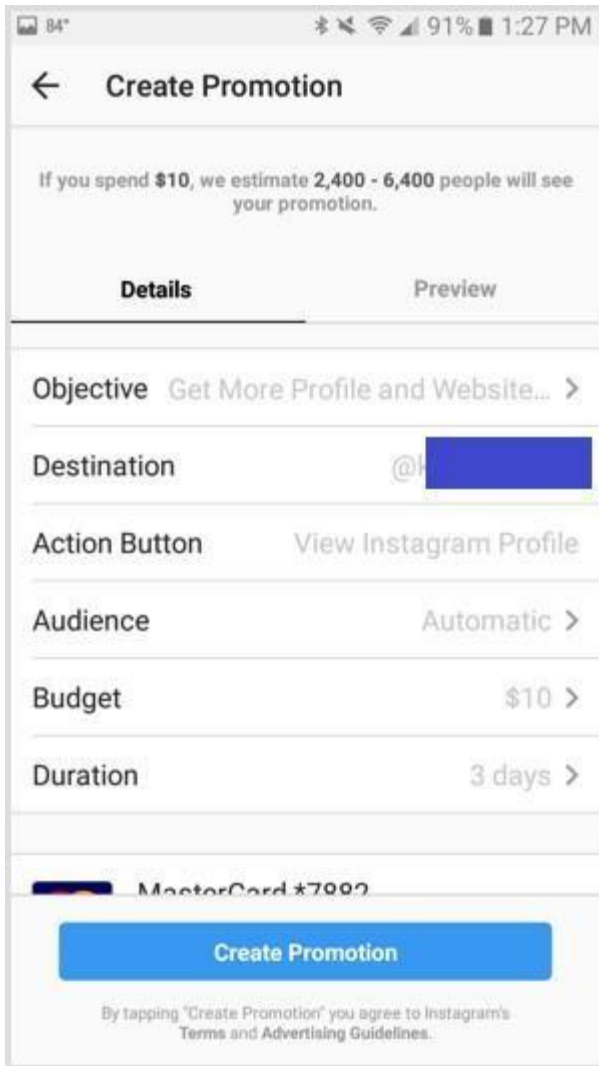 84° 91% 1:27 PM
Create Promotion
If you spend $10, we estimate 2,400 - 6,400 people will see
your promotion.
Details Preview
Objective Get More Profile and Website... >
Destination @k
Action Button View Instagram Profile
Audience Automatic >
Budget $10 >
Duration 3 days >
MasterCard *7882
Create Promotion
By tapping "Create Promotion" you agree to Instagram's
Terms and Advertising Guidelines.